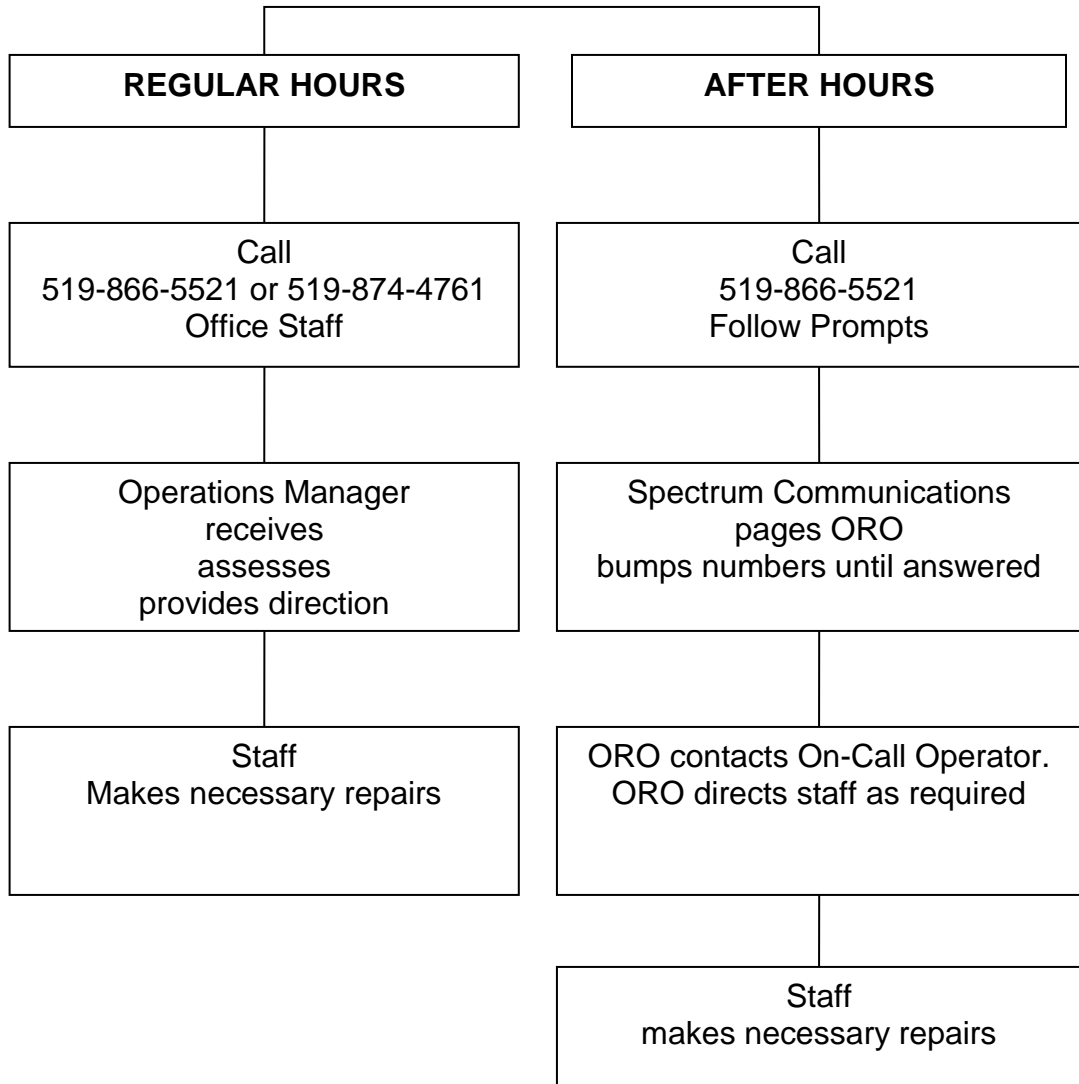 REGULAR HOURS
AFTER HOURS
Call
519-866-5521 or 519-874-4761
Office Staff
Call
519-866-5521
Follow Prompts
Operations Manager
receives
assesses
provides direction
Spectrum Communications
pages ORO
bumps numbers until answered
Staff
Makes necessary repairs
ORO contacts On-Call Operator.
ORO directs staff as required
Staff
makes necessary repairs